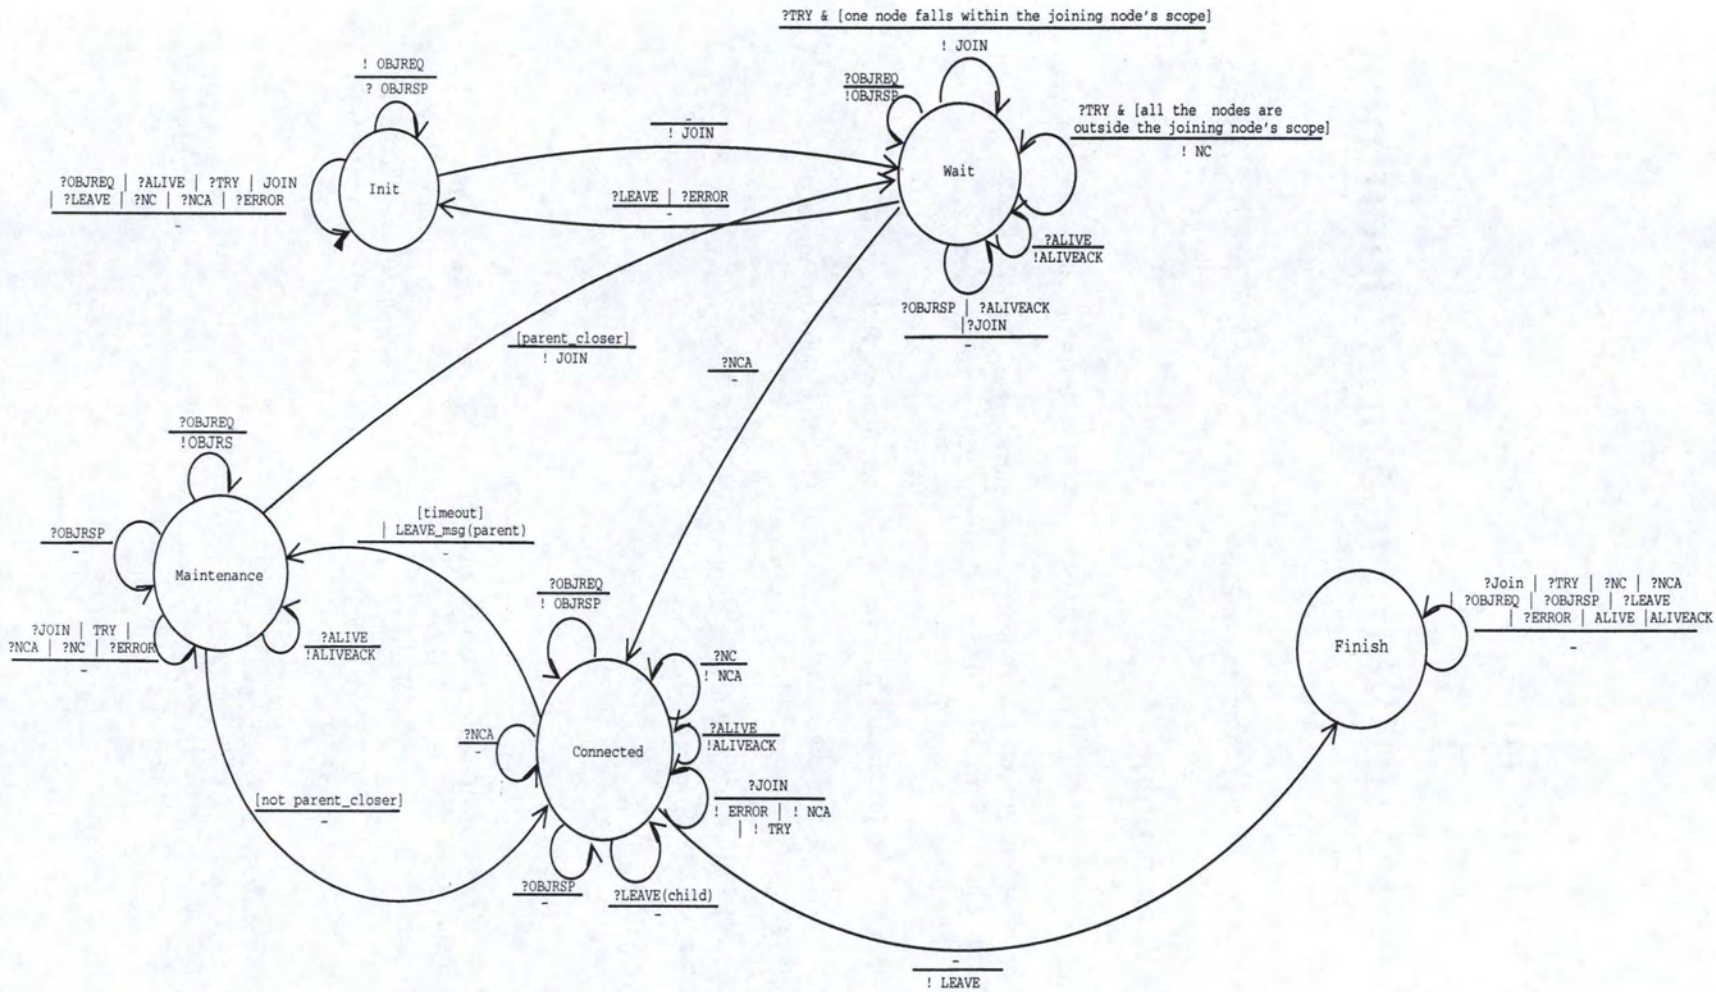 ?TRY & [one node falls within the joining node's scope]
! JOIN
! OBJREQ
? OBJRSP
?OBJREQ
!OBJRSP
?TRY & [all the nodes are
outside the joining node's scope]
! NC
-
! JOIN
Init
Wait
?OBJREQ | ?ALIVE | ?TRY | JOIN
| ?LEAVE | ?NC | ?NCA | ?ERROR
-
?LEAVE | ?ERROR
-
?ALIVE
!ALIVEACK
?OBJRSP | ?ALIVEACK
|?JOIN
-
[parent_closer]
! JOIN
?NCA
-
?OBJREQ
!OBJRS
[timeout]
| LEAVE_msg(parent)
-
?OBJRSP
-
Maintenance
?OBJREQ
! OBJRSP
?Join | ?TRY | ?NC | ?NCA
| ?OBJREQ | ?OBJRSP | ?LEAVE
| ?ERROR | ALIVE |ALIVEACK
-
?JOIN | TRY |
?NCA | ?NC | ?ERROR
-
?ALIVE
!ALIVEACK
Finish
?NC
! NCA
?NCA
-
Connected
?ALIVE
!ALIVEACK
[not parent_closer]
-
?JOIN
! ERROR | ! NCA
| ! TRY
?OBJRSP
-
?LEAVE(child)
-
-
! LEAVE